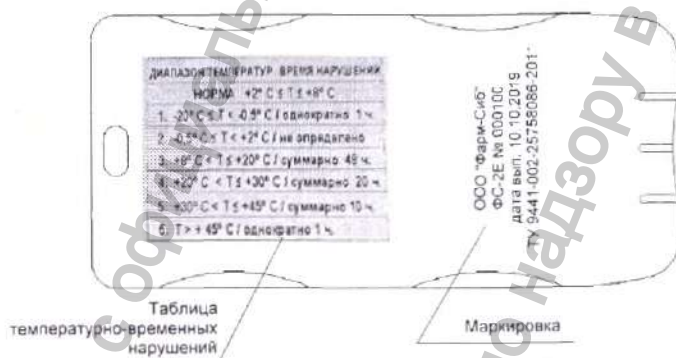 ДИАПАЗОН ТЕМПЕРАТУР ВРЕМЯ НАРУШЕНИЙ
НОРМА +2° C ≤ T ≤ +8° C
1. -20° C ≤ T < -0.5° C / однократно 1 ч.
2. -0.5° C ≤ T < +2° C / не определено
3. +8° C < T ≤ +20° C / суммарно 48 ч.
4. +20° C < T ≤ +30° C / суммарно 20 ч.
5. +30° C < T ≤ +45° C / суммарно 10 ч.
6. T > + 45° C / однократно 1 ч.
ООО "Фарм-Сиб"
ФС-2Е № 000100
дата вып. 10.10.2019
ТУ 9441-002-25758086-201
Таблица
температурно-временных
нарушений
Маркировка
с
надзору в